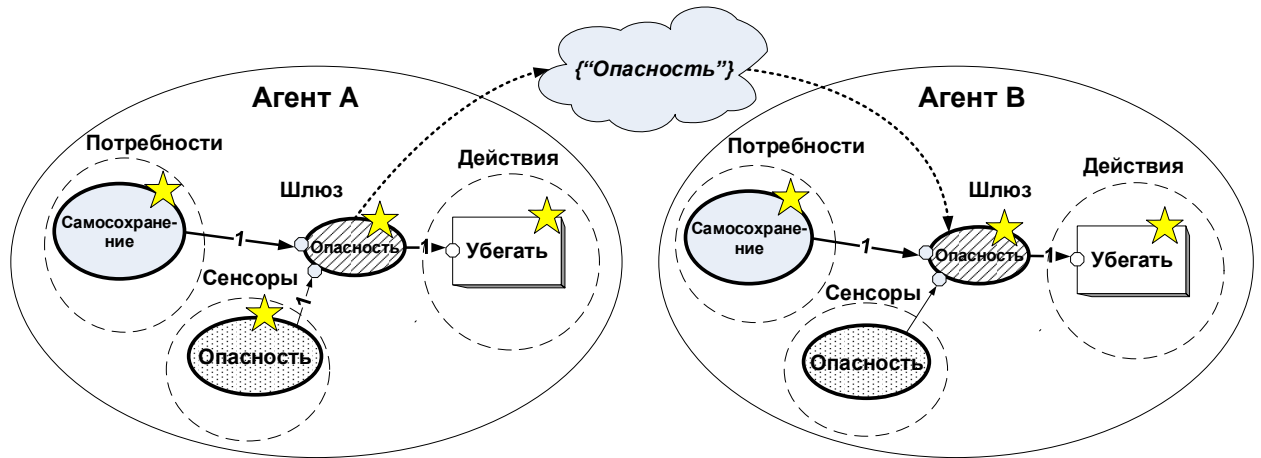 {“Опасность”}
Агент А
Потребности
Самосохране-
ние
1
Шлюз
Опасность
1
Действия
Убегать
Сенсоры
1
Опасность
Агент В
Потребности
Самосохране-
ние
1
Шлюз
Опасность
1
Действия
Убегать
Сенсоры
Опасность